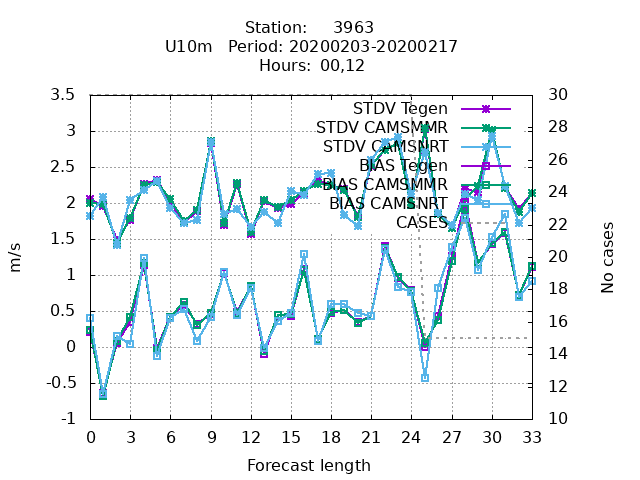 Station: 3963
U10m Period: 20200203-20200217
Hours: 00,12
3.5
3
2.5
2
1.5
1
0.5
0
-0.5
-1
m/s
STDV Tegen
STDV CAMSMMR
STDV CAMSNRT
BIAS Tegen
BIAS CAMSMMR
BIAS CAMSNRT
CASES
30
28
26
24
22
20
18
16
14
12
10
No cases
0 3 6 9 12 15 18 21 24 27 30 33
Forecast length